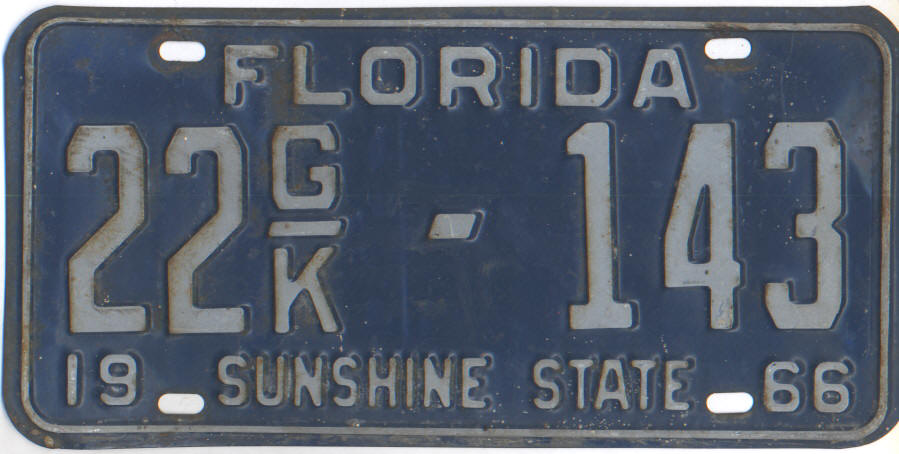 FLORIDA
22 G/K - 143
19 SUNSHINE STATE 66